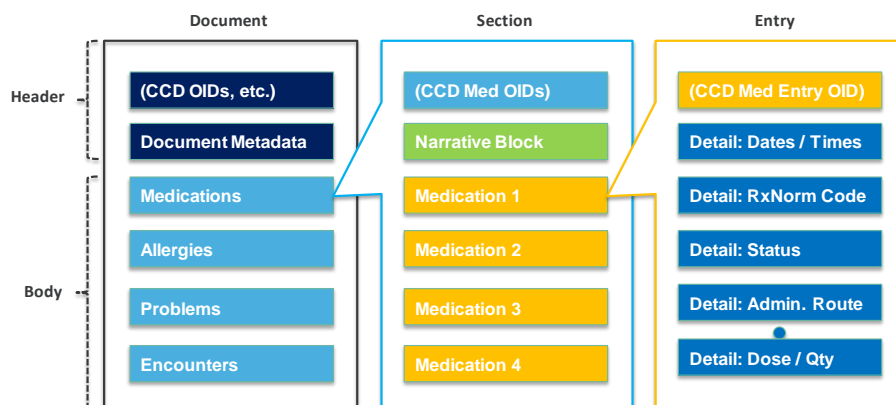 Document
Section
Entry
Header
(CCD OIDs, etc.)
(CCD Med OIDs)
(CCD Med Entry OID)
Document Metadata
Narrative Block
Detail: Dates / Times
Body
Medications
Medication 1
Detail: RxNorm Code
Allergies
Medication 2
Detail: Status
Problems
Medication 3
Detail: Admin. Route
Encounters
Medication 4
Detail: Dose / Qty